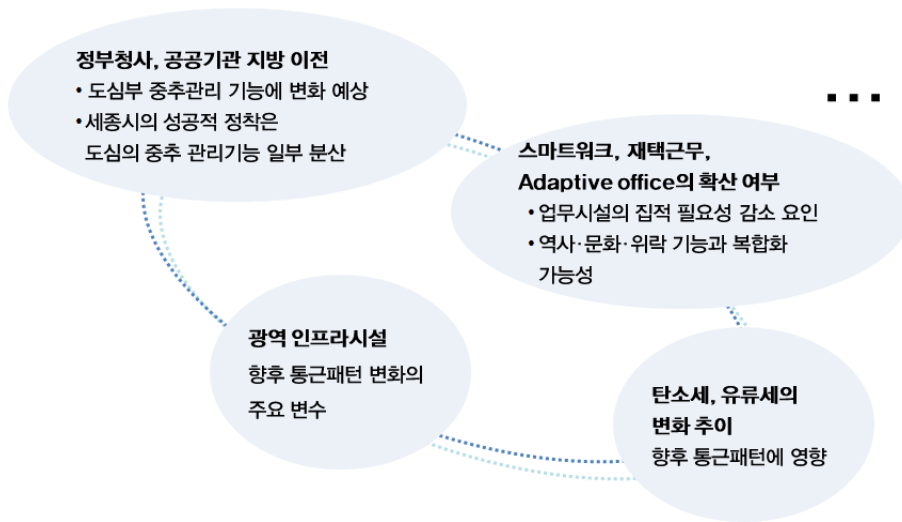 정부청사, 공공기관 지방 이전
• 도심부 중추관리 기능에 변화 예상
• 세종시의 성공적 정착은
도심의 중추 관리기능 일부 분산
...
스마트워크, 재택근무,
Adaptive office의 확산 여부
• 업무시설의 집적 필요성 감소 요인
• 역사·문화·위락 기능과 복합화
가능성
광역 인프라시설
향후 통근패턴 변화의
주요 변수
탄소세, 유류세의
변화 추이
향후 통근패턴에 영향